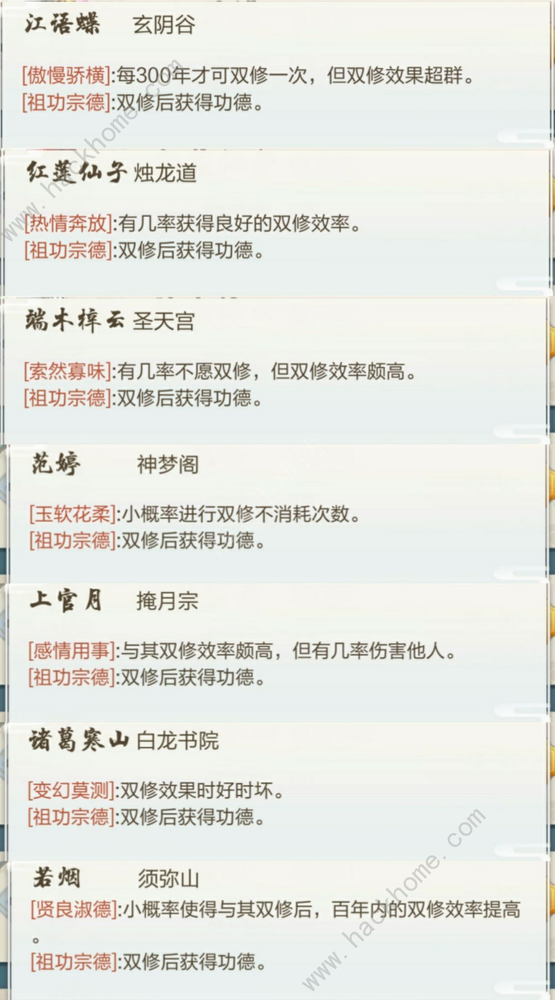 江语蝶 玄阴谷
[傲慢骄横]:每300年才可双修一次，但双修效果超群。
[祖功宗德]:双修后获得功德。
红莲仙子 烛龙道
[热情奔放]:有几率获得良好的双修效率。
[祖功宗德]:双修后获得功德。
端木梓云 圣天宫
[索然寡味]:有几率不愿双修，但双修效率颇高。
[祖功宗德]:双修后获得功德。
范婷 神梦阁
[玉软花柔]:小概率进行双修不消耗次数。
[祖功宗德]:双修后获得功德。
上官月 掩月宗
[感情用事]:与其双修效率颇高，但有几率伤害他人。
[祖功宗德]:双修后获得功德。
诸葛寒山 白龙书院
[变幻莫测]:双修效果时好时坏。
[祖功宗德]:双修后获得功德。
若烟 须弥山
[贤良淑德]:小概率使得与其双修后，百年内的双修效率提高
。
[祖功宗德]:双修后获得功德。
www.hackhome.com
www.hackhome.com